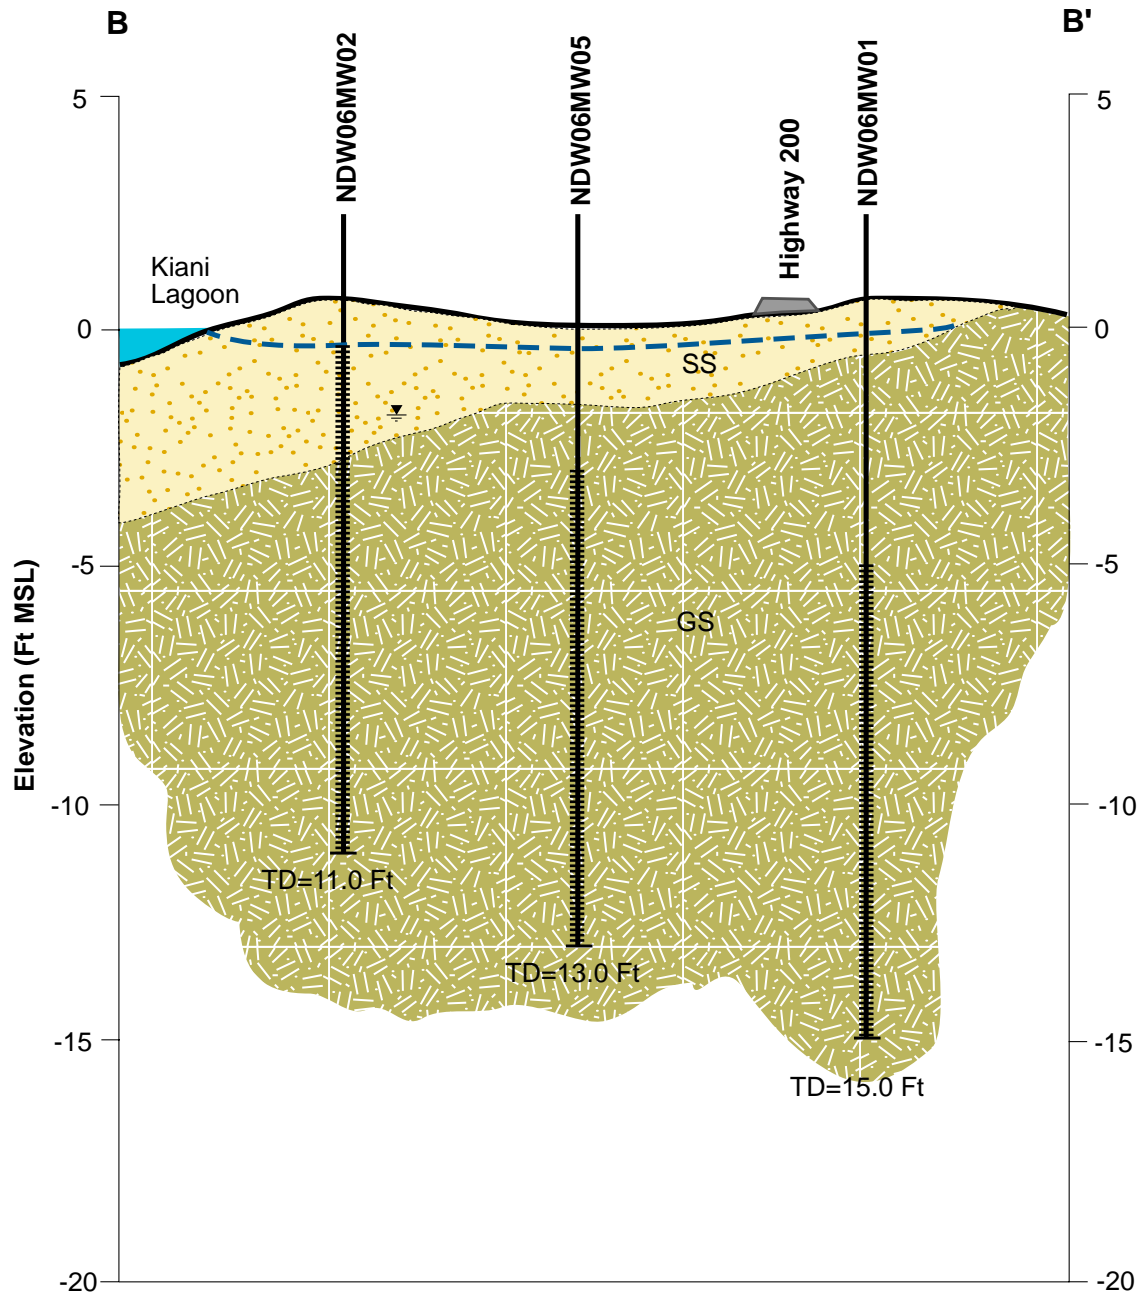 B
B'
NDW06MW02
NDW06MW05
NDW06MW01
Highway 200
Kiani
Lagoon
5
0
-5
-10
-15
-20
Elevation (Ft MSL)
SS
GS
TD=11.0 Ft
TD=13.0 Ft
TD=15.0 Ft
5
0
-5
-10
-15
-20